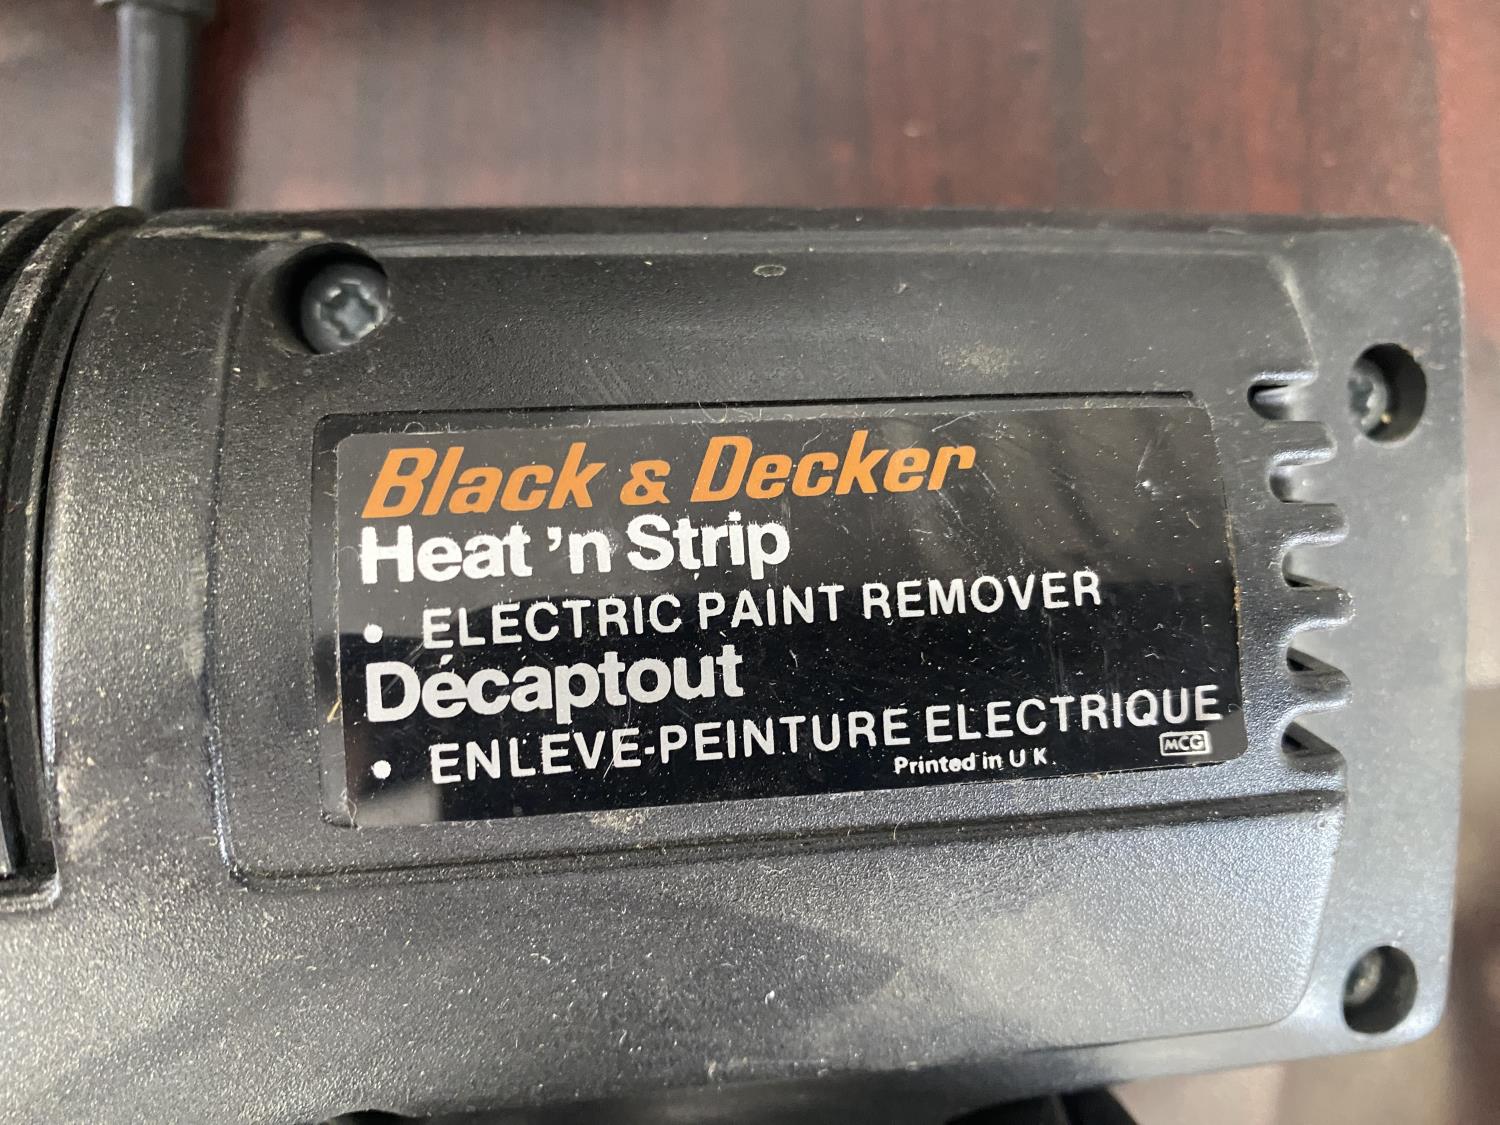 Black & Decker
Heat 'n Strip
• ELECTRIC PAINT REMOVER
Décaptout
• ENLEVE-PEINTURE ELECTRIQUE
MCG
Printed in U K.